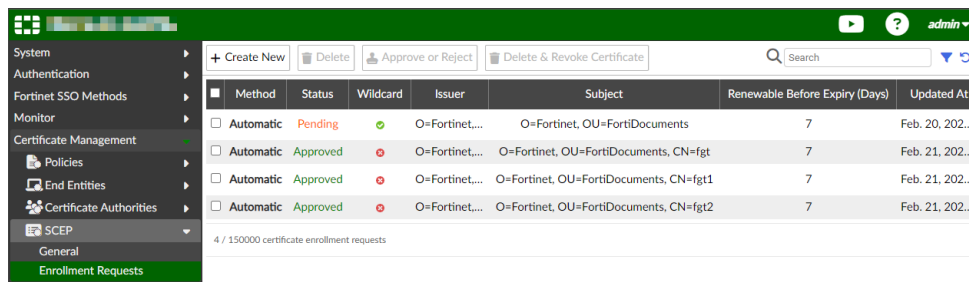 admin
System
Authentication
Fortinet SSO Methods
Monitor
Certificate Management
Policies
End Entities
Certificate Authorities
SCEP
General
Enrollment Requests
+ Create New Delete Approve or Reject Delete & Revoke Certificate Search
Method Status Wildcard Issuer Subject Renewable Before Expiry (Days) Updated At
Automatic Pending O=Fortinet,... O=Fortinet, OU=FortiDocuments 7 Feb. 20, 202...
Automatic Approved O=Fortinet,... O=Fortinet, OU=FortiDocuments, CN=fgt 7 Feb. 21, 202...
Automatic Approved O=Fortinet,... O=Fortinet, OU=FortiDocuments, CN=fgt1 7 Feb. 21, 202...
Automatic Approved O=Fortinet,... O=Fortinet, OU=FortiDocuments, CN=fgt2 7 Feb. 21, 202...
4 / 150000 certificate enrollment requests